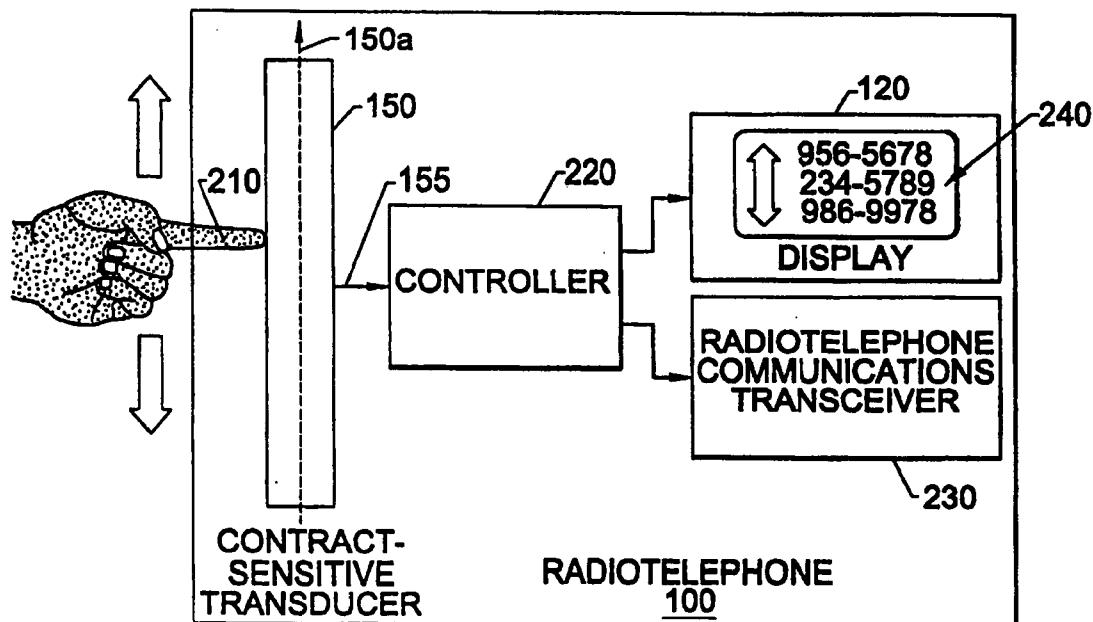 150a
150
210
155
220
CONTROLLER
120
240
956-5678
234-5789
986-9978
DISPLAY
RADIOTELEPHONE
COMMUNICATIONS
TRANSCEIVER
230
CONTRACT-
SENSITIVE
TRANSDUCER
RADIOTELEPHONE
100